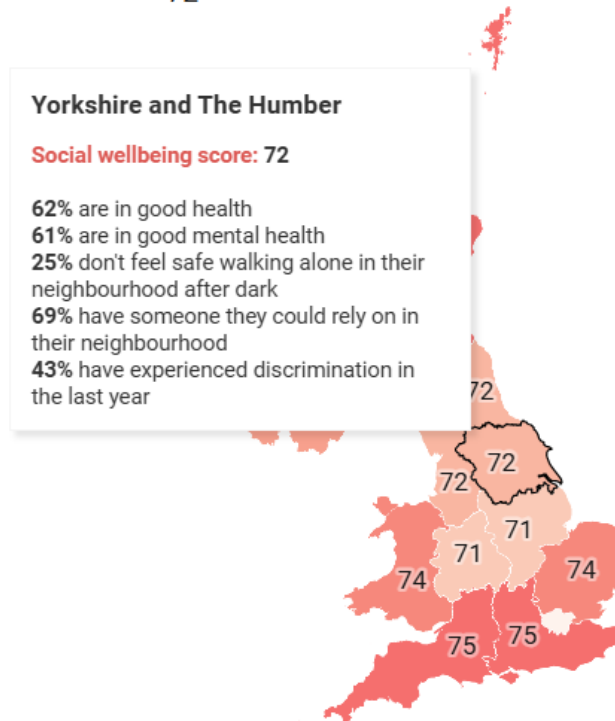 Yorkshire and The Humber
Social wellbeing score: 72
62% are in good health
61% are in good mental health
25% don't feel safe walking alone in their
neighbourhood after dark
69% have someone they could rely on in
their neighbourhood
43% have experienced discrimination in
the last year
72
72
72
71
71
74
74
75
75